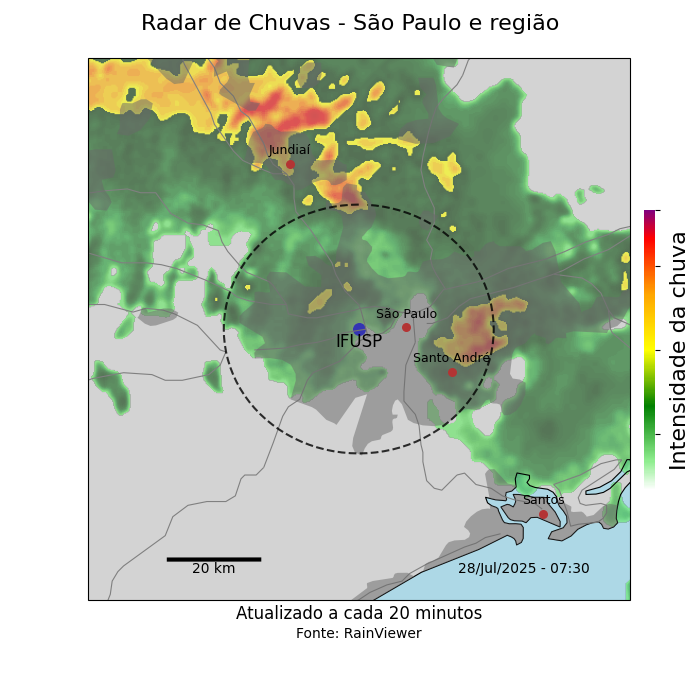 Radar de Chuvas - São Paulo e região
Jundiaí
São Paulo
IFUSP
Santo André
Santos
20 km
28/Jul/2025 - 07:30
Intensidade da chuva
Atualizado a cada 20 minutos
Fonte: RainViewer